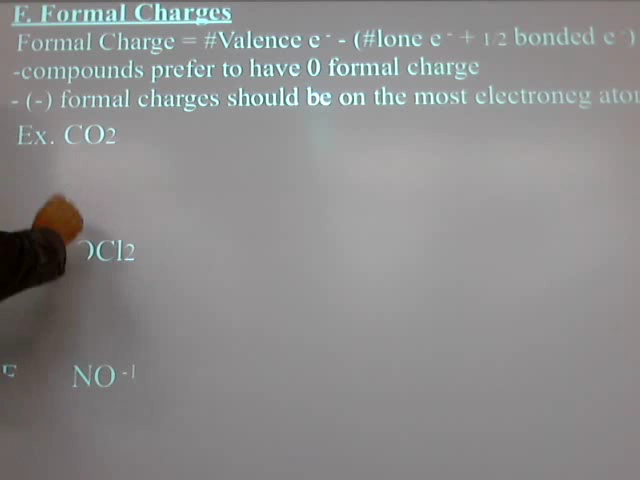 E. Formal Charges
Formal Charge = #Valence e⁻ - (#lone e⁻ + 1/2 bonded e⁻)
-compounds prefer to have 0 formal charge
- (-) formal charges should be on the most electroneg
Ex. CO2
OCl2
NO⁻¹